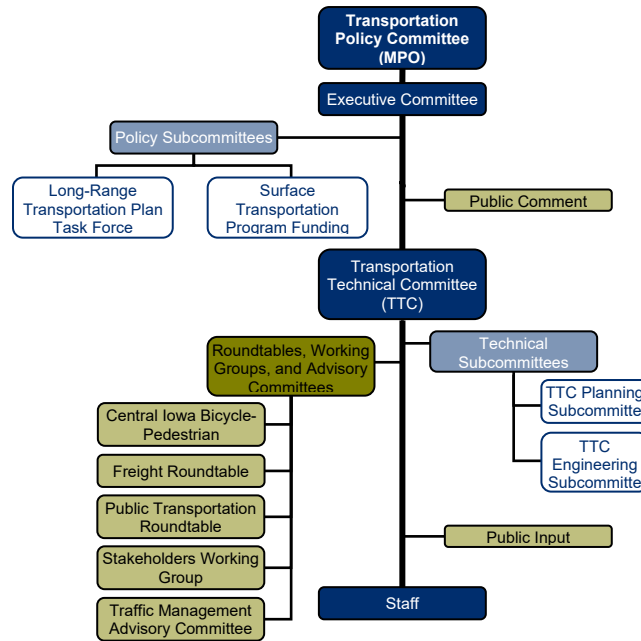 Transportation
Policy Committee
(MPO)
Executive Committee
Policy Subcommittees
Long-Range
Transportation Plan
Task Force
Surface
Transportation
Program Funding
Public Comment
Transportation
Technical Committee
(TTC)
Roundtables, Working
Groups, and Advisory
Committees
Technical
Subcommittees
Central Iowa Bicycle-
Pedestrian
Freight Roundtable
Public Transportation
Roundtable
Stakeholders Working
Group
Traffic Management
Advisory Committee
TTC Planning
Subcommitte
TTC
Engineering
Subcommitte
Public Input
Staff